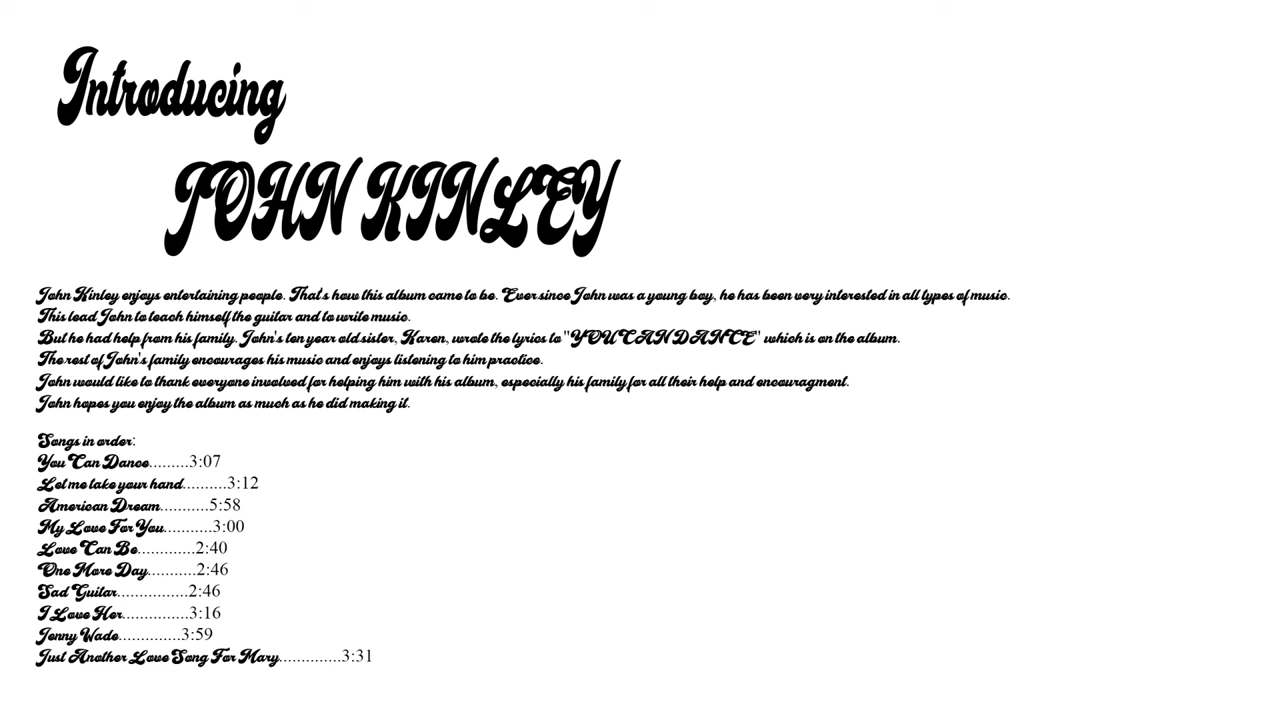 Introducing
JOHN KINLEY
John Kinley enjoys entertaining people. That's how this album came to be. Ever since John was a young boy, he has been very interested in all types of music.
This lead John to teach himself the guitar and to write music.
But he had help from his family. John's ten year old sister, Karen, wrote the lyrics to "YOU CAN DANCE" which is on the album.
The rest of John's family encourages his music and enjoys listening to him practice.
John would like to thank everyone involved for helping him with his album, especially his family for all their help and encouragment.
John hopes you enjoy the album as much as he did making it.
Songs in order:
You Can Dance.........3:07
Let me take your hand..........3:12
American Dream...........5:58
My Love For You...........3:00
Love Can Be.............2:40
One More Day...........2:46
Sad Guitar................2:46
I Love Her...............3:16
Jenny Wade..............3:59
Just Another Love Song For Mary..............3:31